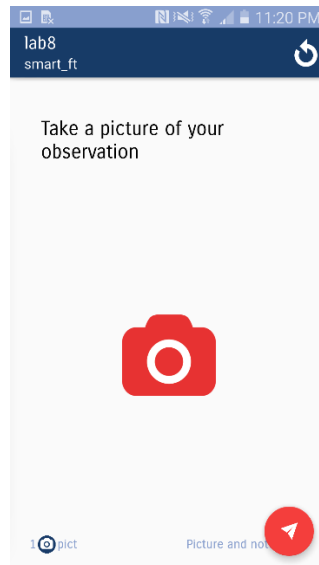 11:20 PM
lab8
smart_ft
Take a picture of your
observation
1 pict
Picture and not